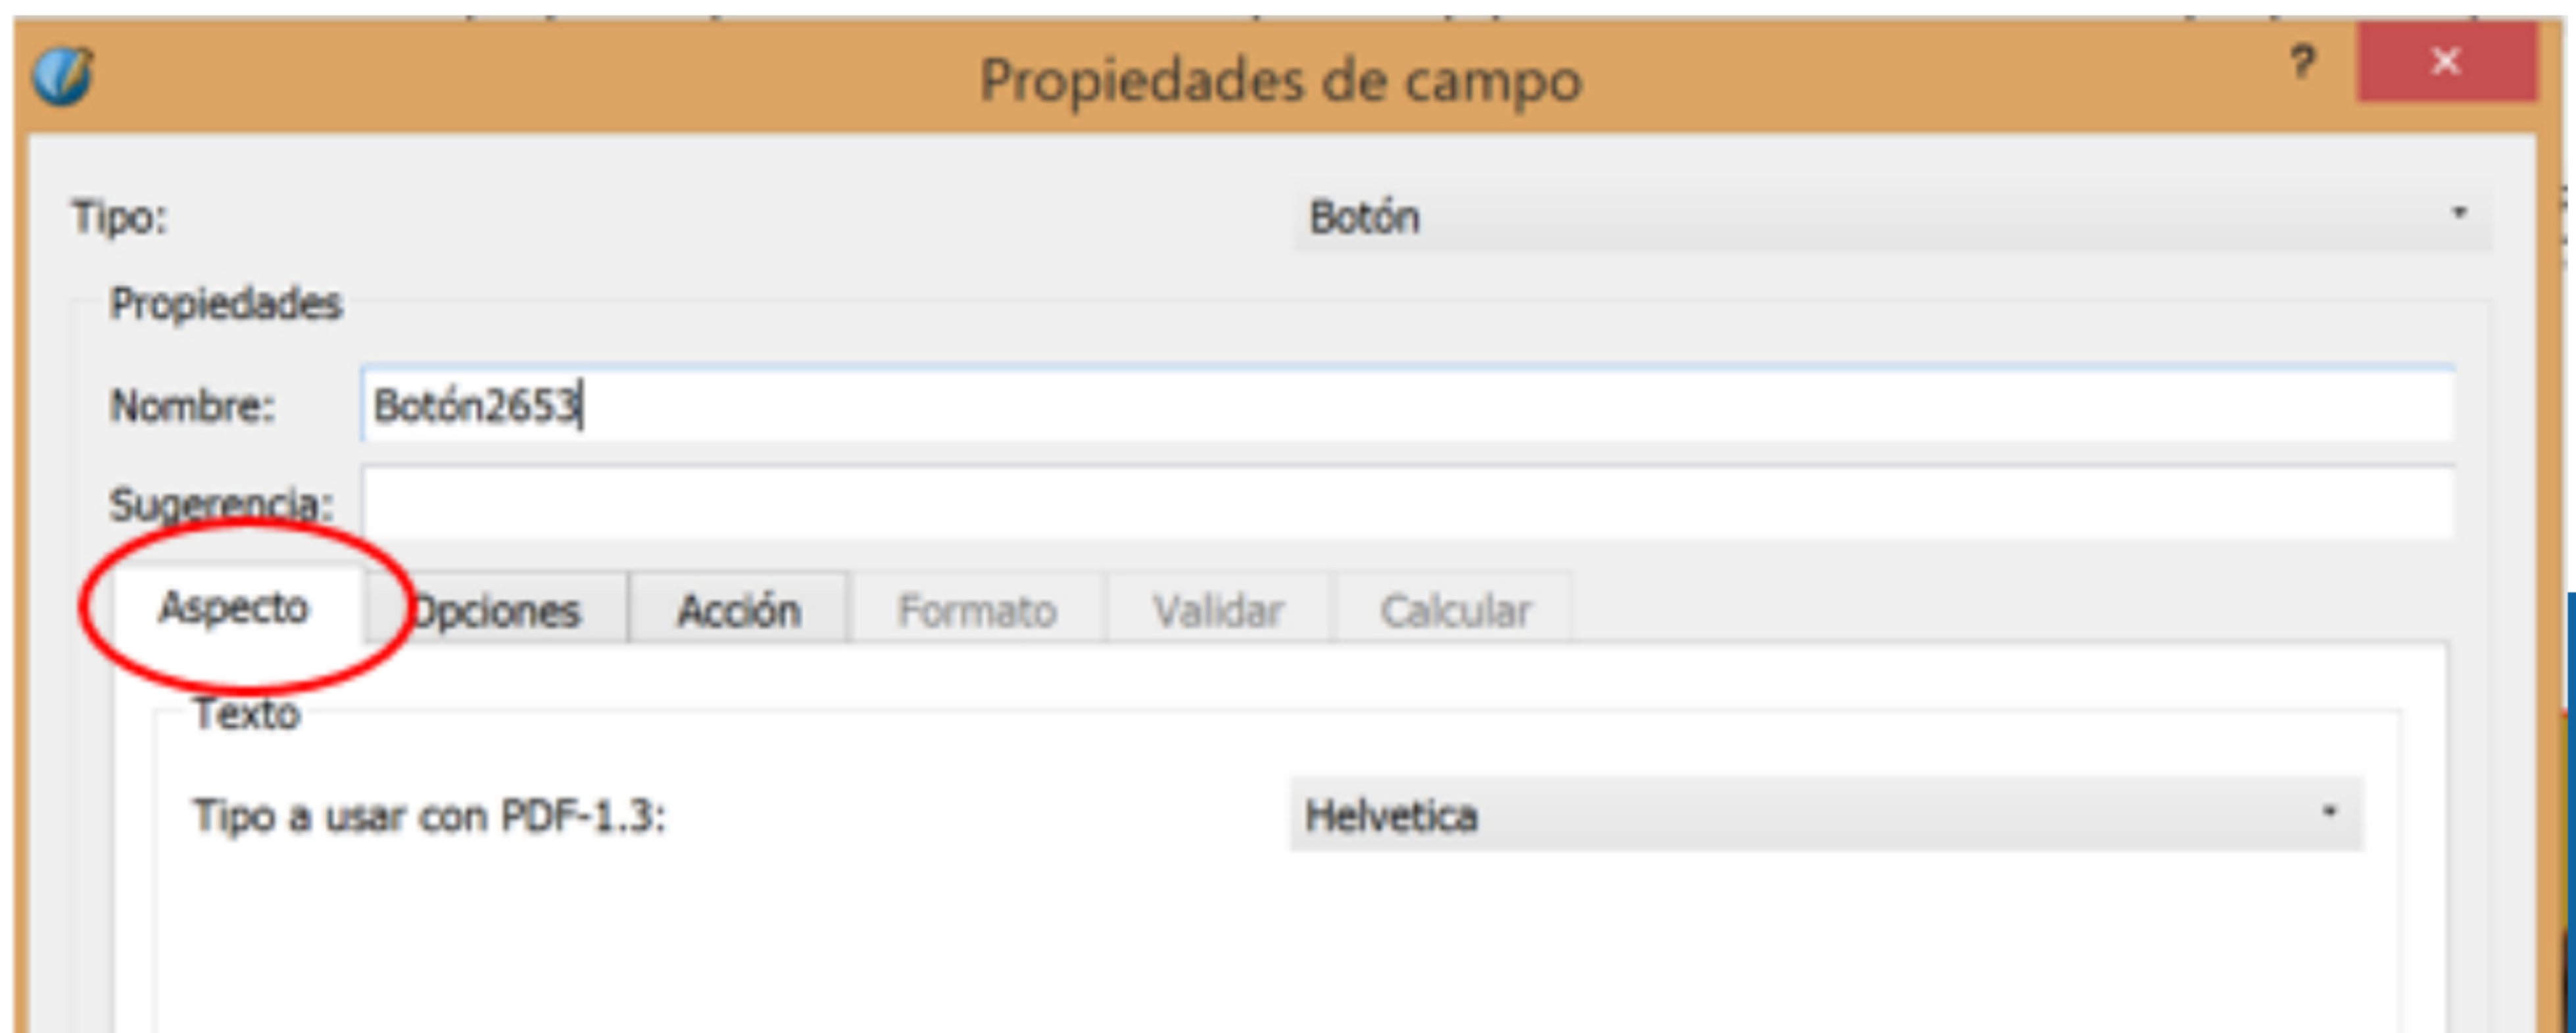 Propiedades de campo ?
Tipo: Botón
Propiedades
Nombre: Botón2653
Sugerencia:
Aspecto Opciones Acción Formato Validar Calcular
Texto
Tipo a usar con PDF-1.3: Helvetica